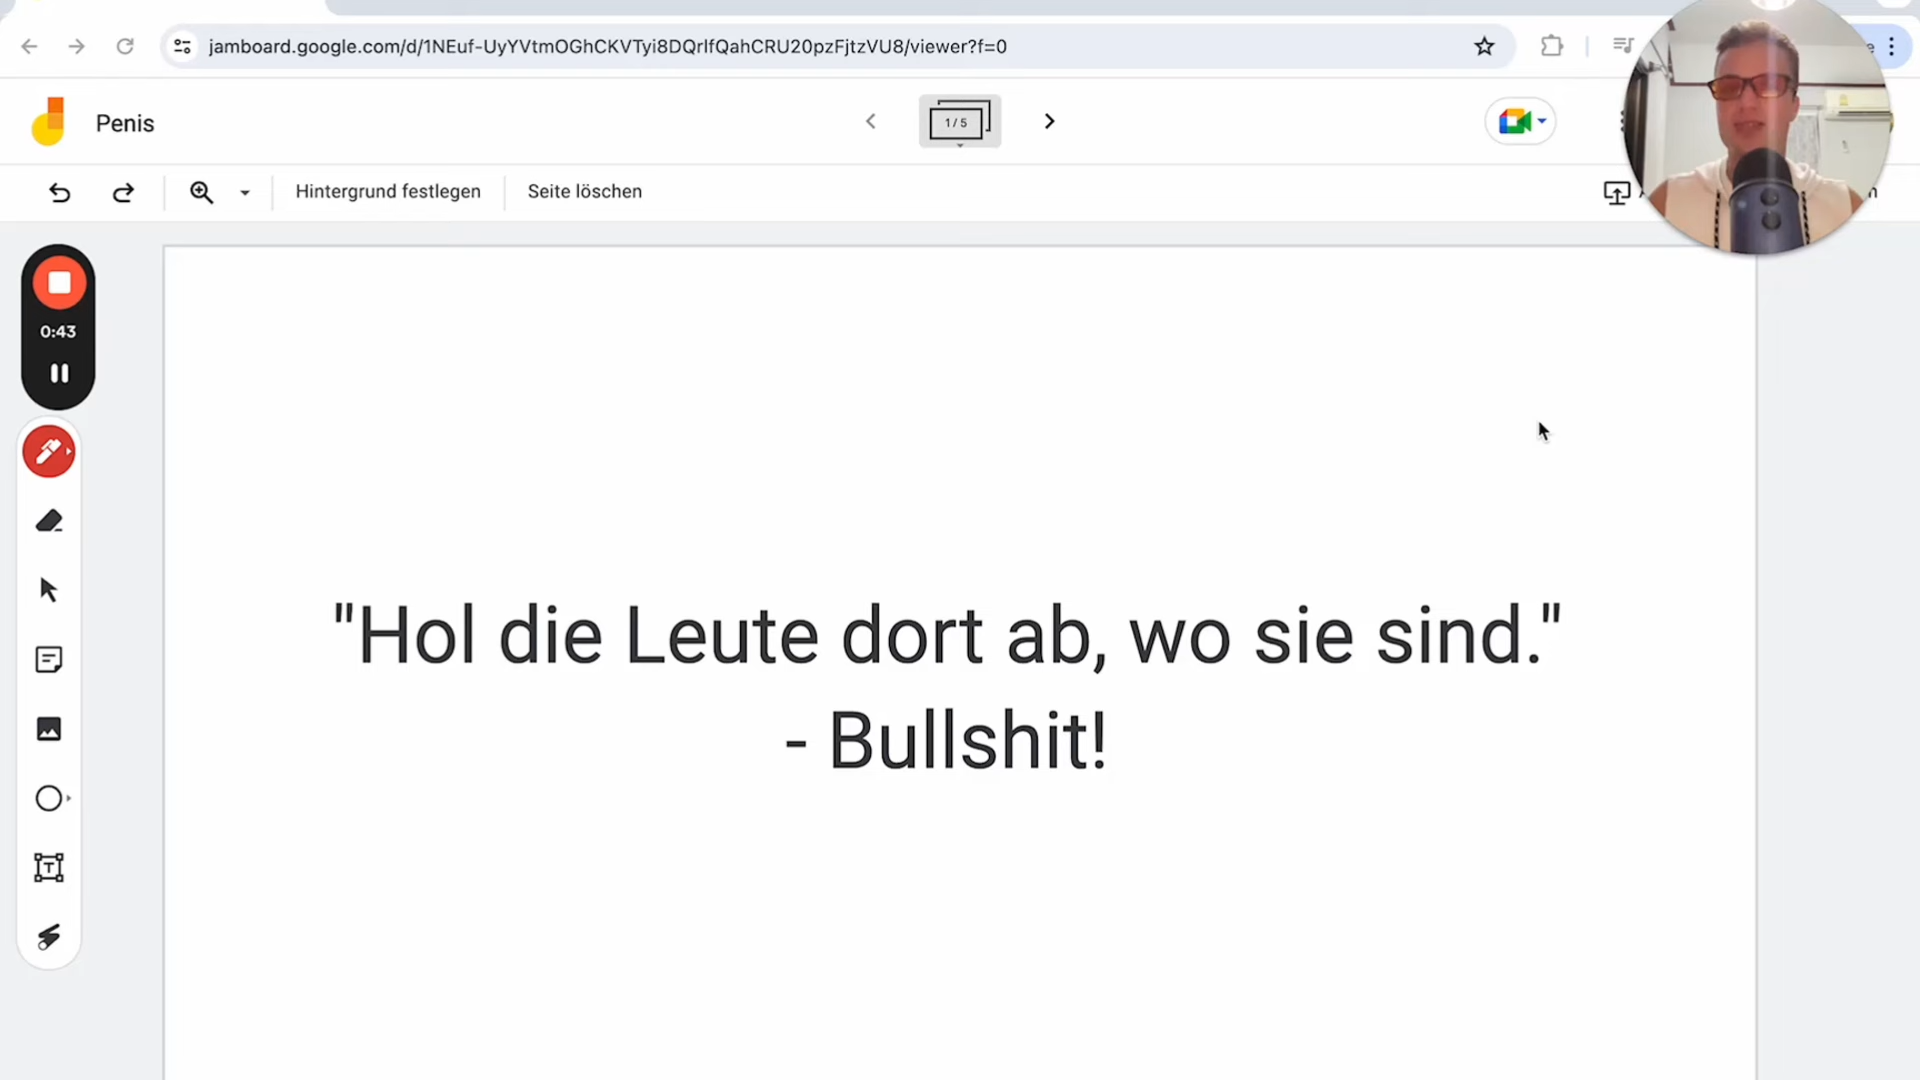 jamboard.google.com/d/1NEuf-UyYVtmOGhCKVTyi8DQrIfQahCRU20pzFjtzVU8/viewer?f=0
Penis
1 / 5
Hintergrund festlegen
Seite löschen
0:43
"Hol die Leute dort ab, wo sie sind."
- Bullshit!